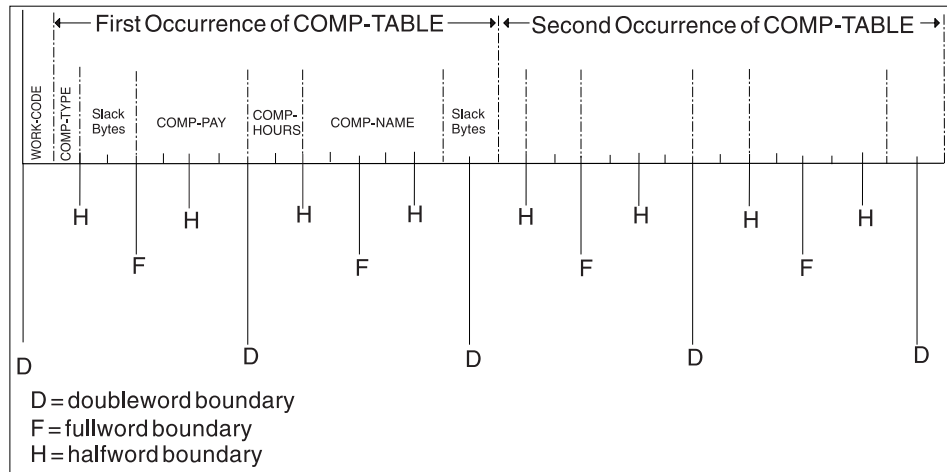 First Occurrence of COMP-TABLE
Second Occurrence of COMP-TABLE
WORK-CODE
COMP-TYPE
Slack
Bytes
COMP-PAY
COMP-
HOURS
COMP-NAME
Slack
Bytes
H
H
H
H
H
H
H
H
F
F
F
F
D
D
D
D
D
D = doubleword boundary
F = fullword boundary
H = halfword boundary